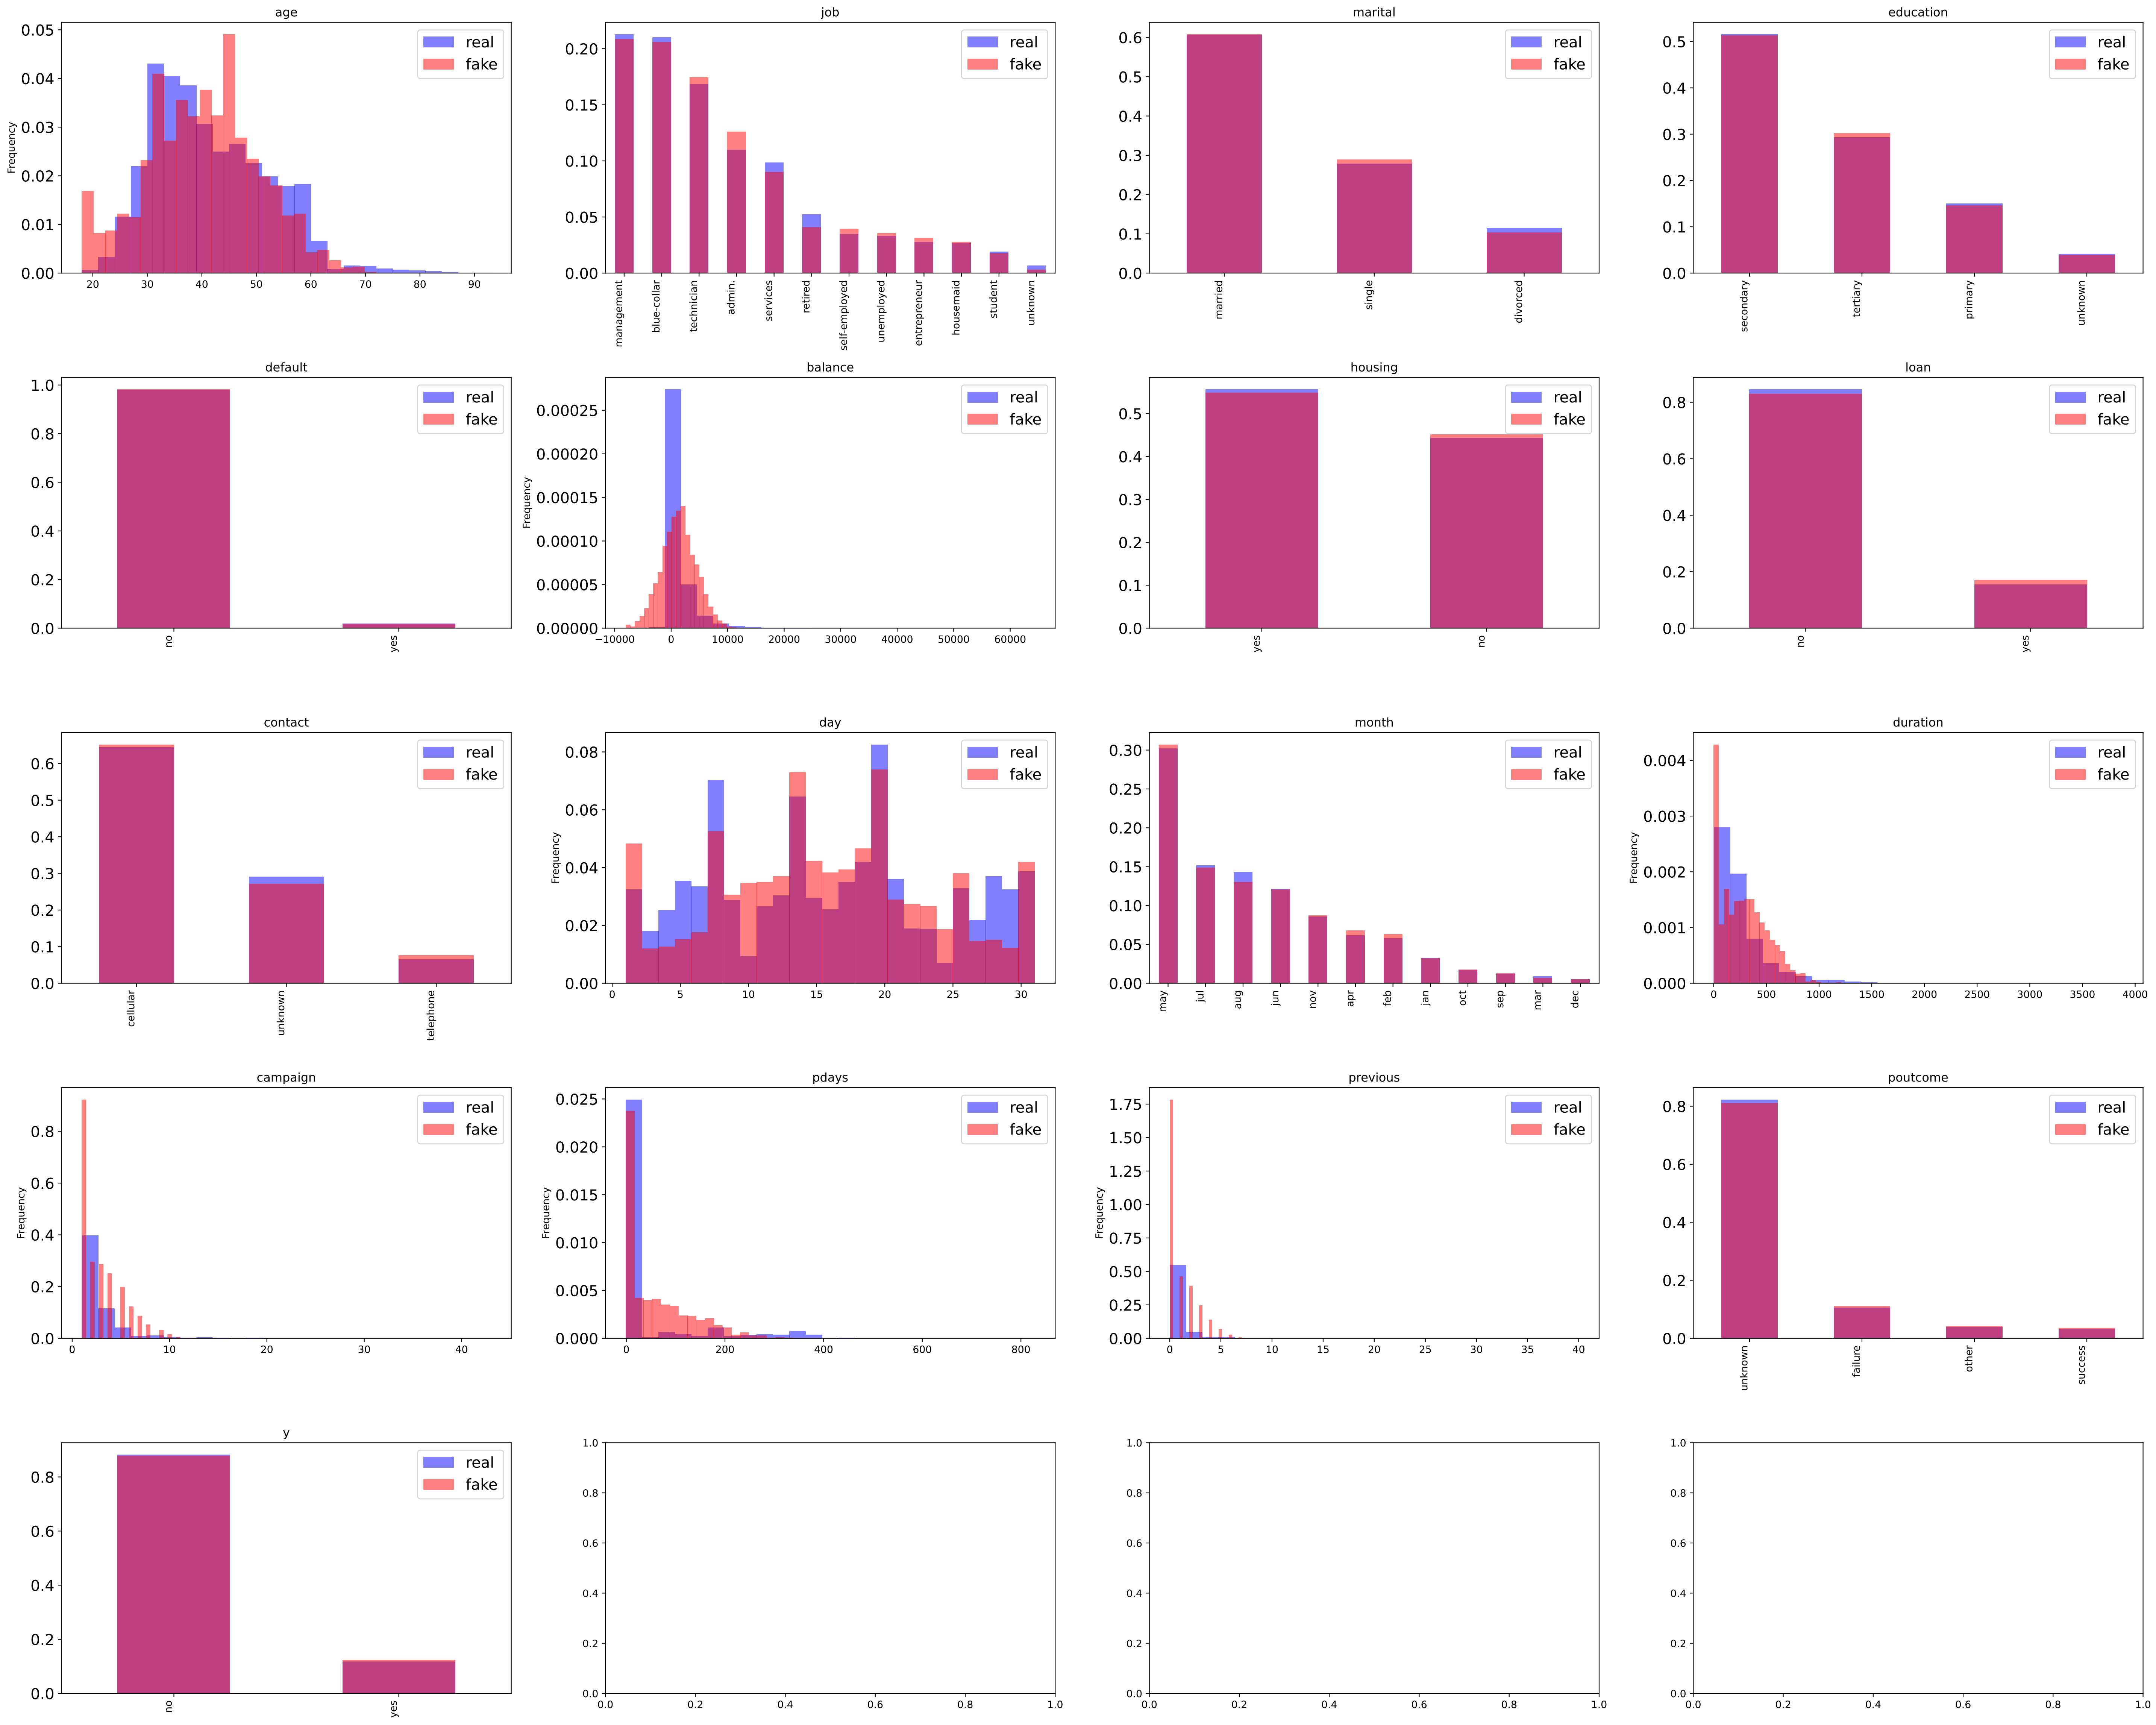 age
job
marital
education
0.05
0.04
0.03
0.02
0.01
0.00
Frequency
20 30 40 50 60 70 80 90
real
fake
0.20
0.15
0.10
0.05
0.00
management blue-collar technician admin. services retired self-employed unemployed entrepreneur housemaid student unknown
real
fake
0.6
0.5
0.4
0.3
0.2
0.1
0.0
married single divorced
real
fake
0.5
0.4
0.3
0.2
0.1
0.0
secondary tertiary primary unknown
real
fake
default
balance
housing
loan
1.0
0.8
0.6
0.4
0.2
0.0
no yes
real
fake
0.00025
0.00020
0.00015
0.00010
0.00005
0.00000
Frequency
−10000 0 10000 20000 30000 40000 50000 60000
real
fake
0.5
0.4
0.3
0.2
0.1
0.0
yes no
real
fake
0.8
0.6
0.4
0.2
0.0
no yes
real
fake
contact
day
month
duration
0.6
0.5
0.4
0.3
0.2
0.1
0.0
cellular unknown telephone
real
fake
0.08
0.06
0.04
0.02
0.00
Frequency
0 5 10 15 20 25 30
real
fake
0.30
0.25
0.20
0.15
0.10
0.05
0.00
may jul aug jun nov apr feb jan oct sep mar dec
real
fake
0.004
0.003
0.002
0.001
0.000
Frequency
0 500 1000 1500 2000 2500 3000 3500 4000
real
fake
campaign
pdays
previous
poutcome
0.8
0.6
0.4
0.2
0.0
Frequency
0 10 20 30 40
real
fake
0.025
0.020
0.015
0.010
0.005
0.000
Frequency
0 200 400 600 800
real
fake
1.75
1.50
1.25
1.00
0.75
0.50
0.25
0.00
Frequency
0 5 10 15 20 25 30 35 40
real
fake
0.8
0.6
0.4
0.2
0.0
unknown failure other success
real
fake
y
0.8
0.6
0.4
0.2
0.0
no yes
real
fake
1.0
0.8
0.6
0.4
0.2
0.0
0.0 0.2 0.4 0.6 0.8 1.0
1.0
0.8
0.6
0.4
0.2
0.0
0.0 0.2 0.4 0.6 0.8 1.0
1.0
0.8
0.6
0.4
0.2
0.0
0.0 0.2 0.4 0.6 0.8 1.0